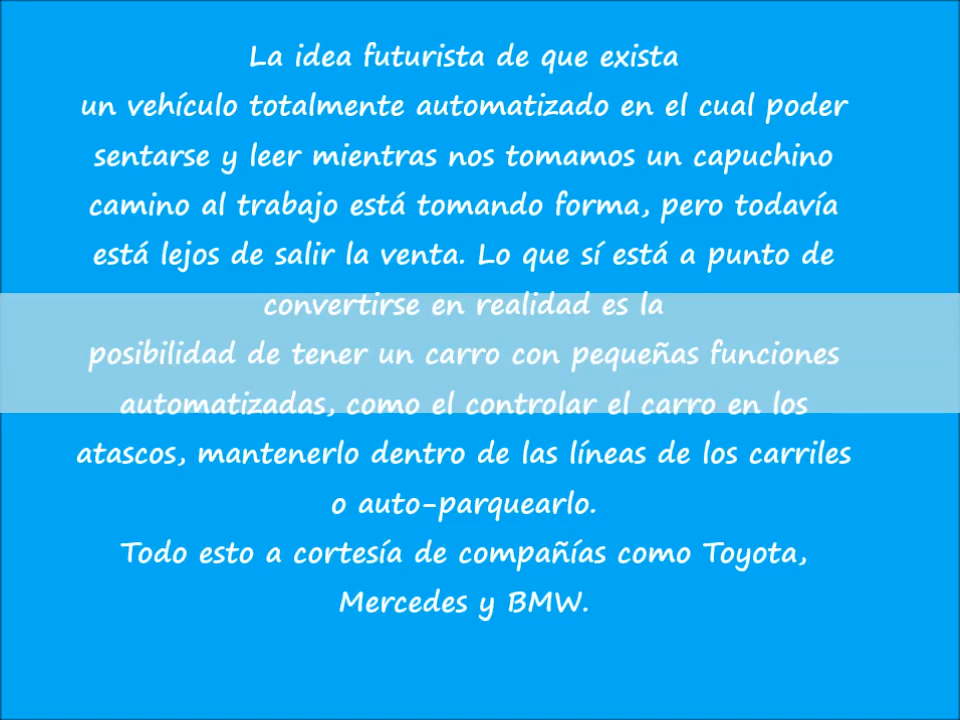 La idea futurista de que exista
un vehículo totalmente automatizado en el cual poder
sentarse y leer mientras nos tomamos un capuchino
camino al trabajo está tomando forma, pero todavía
está lejos de salir la venta. Lo que sí está a punto de
convertirse en realidad es la
posibilidad de tener un carro con pequeñas funciones
automatizadas, como el controlar el carro en los
atascos, mantenerlo dentro de las líneas de los carriles
o auto-parquearlo.
Todo esto a cortesía de compañías como Toyota,
Mercedes y BMW.